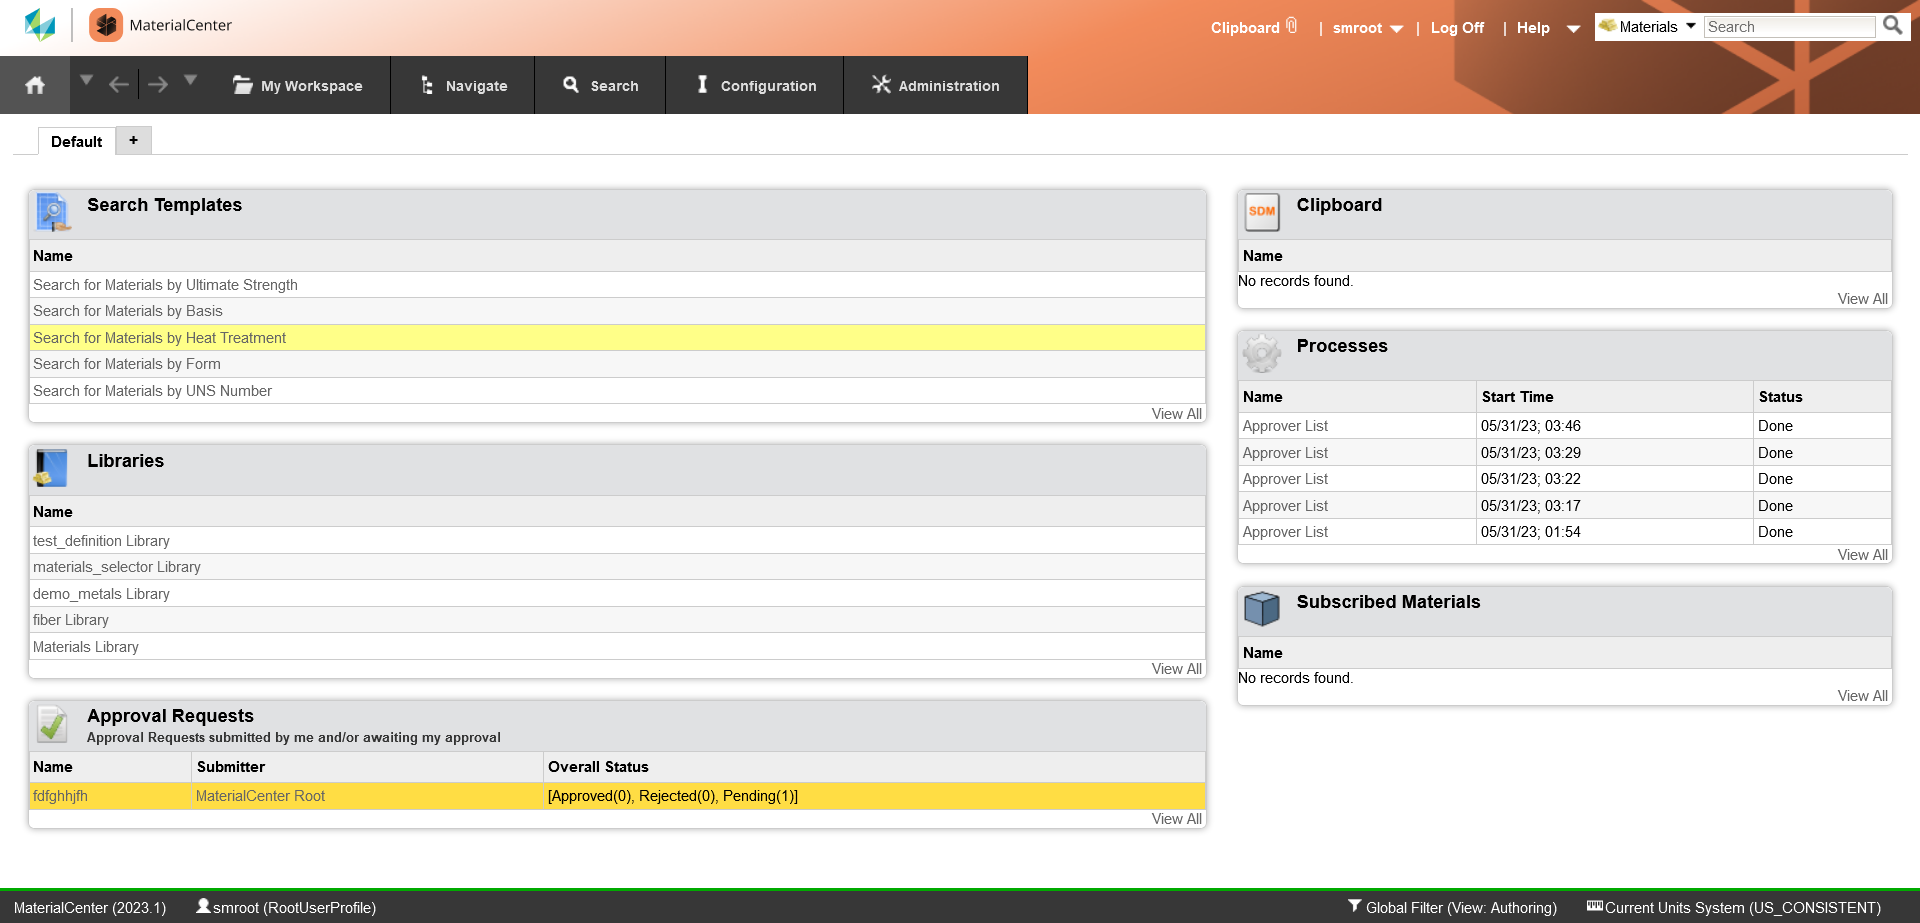 MaterialCenter
Clipboard | smroot | Log Off | Help Materials Search
My Workspace Navigate Search Configuration Administration
Default +
Search Templates
Name
Search for Materials by Ultimate Strength
Search for Materials by Basis
Search for Materials by Heat Treatment
Search for Materials by Form
Search for Materials by UNS Number
View All
Libraries
Name
test_definition Library
materials_selector Library
demo_metals Library
fiber Library
Materials Library
View All
Approval Requests
Approval Requests submitted by me and/or awaiting my approval
Name Submitter Overall Status
fdfghhjfh MaterialCenter Root [Approved(0), Rejected(0), Pending(1)]
View All
SDM Clipboard
Name
No records found.
View All
Processes
Name Start Time Status
Approver List 05/31/23; 03:46 Done
Approver List 05/31/23; 03:29 Done
Approver List 05/31/23; 03:22 Done
Approver List 05/31/23; 03:17 Done
Approver List 05/31/23; 01:54 Done
View All
Subscribed Materials
Name
No records found.
View All
MaterialCenter (2023.1) smroot (RootUserProfile) Global Filter (View: Authoring) Current Units System (US_CONSISTENT)